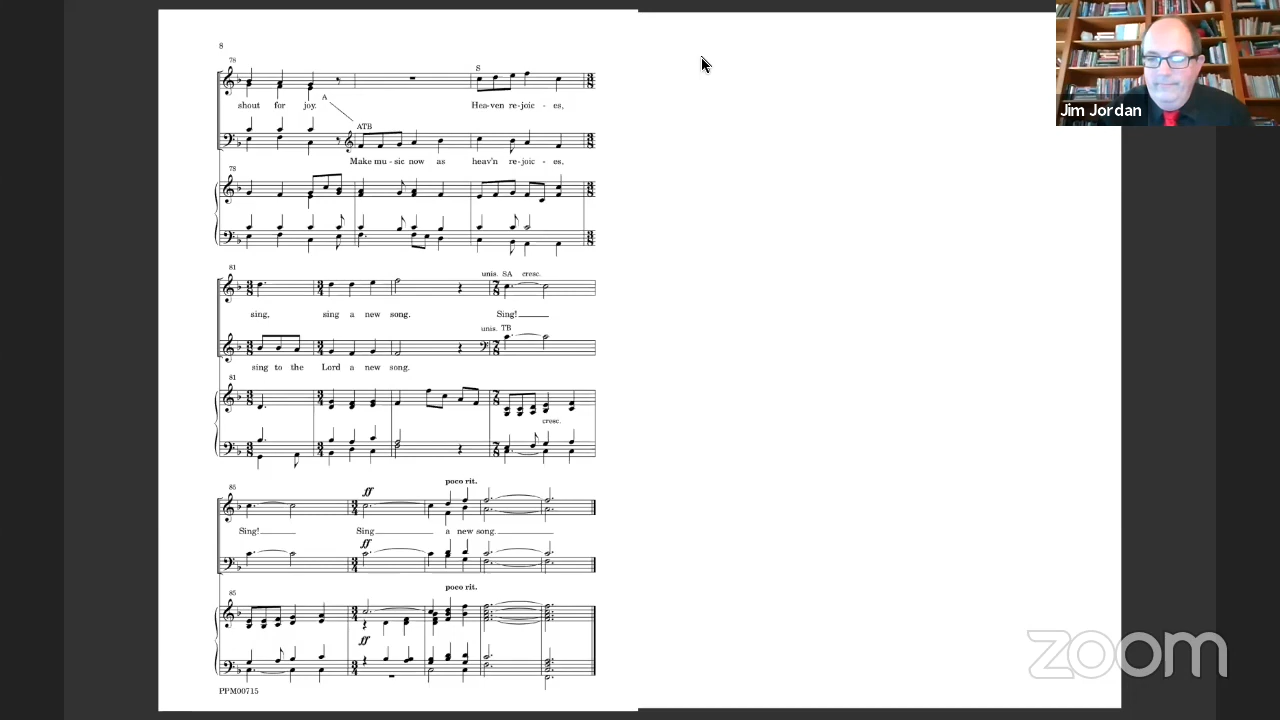 8
78
S
shout for joy.
A
Heaven re-joic - es,
ATB
Make mu - sic now as heav'n re-joic - es,
78
81
unis. SA cresc.
sing, sing a new song. Sing!
unis. TB
sing to the Lord a new song.
81
cresc.
85
ff
poco rit.
Sing! Sing a new song.
ff
85
poco rit.
ff
PPM00715
Jim Jordan
zoom